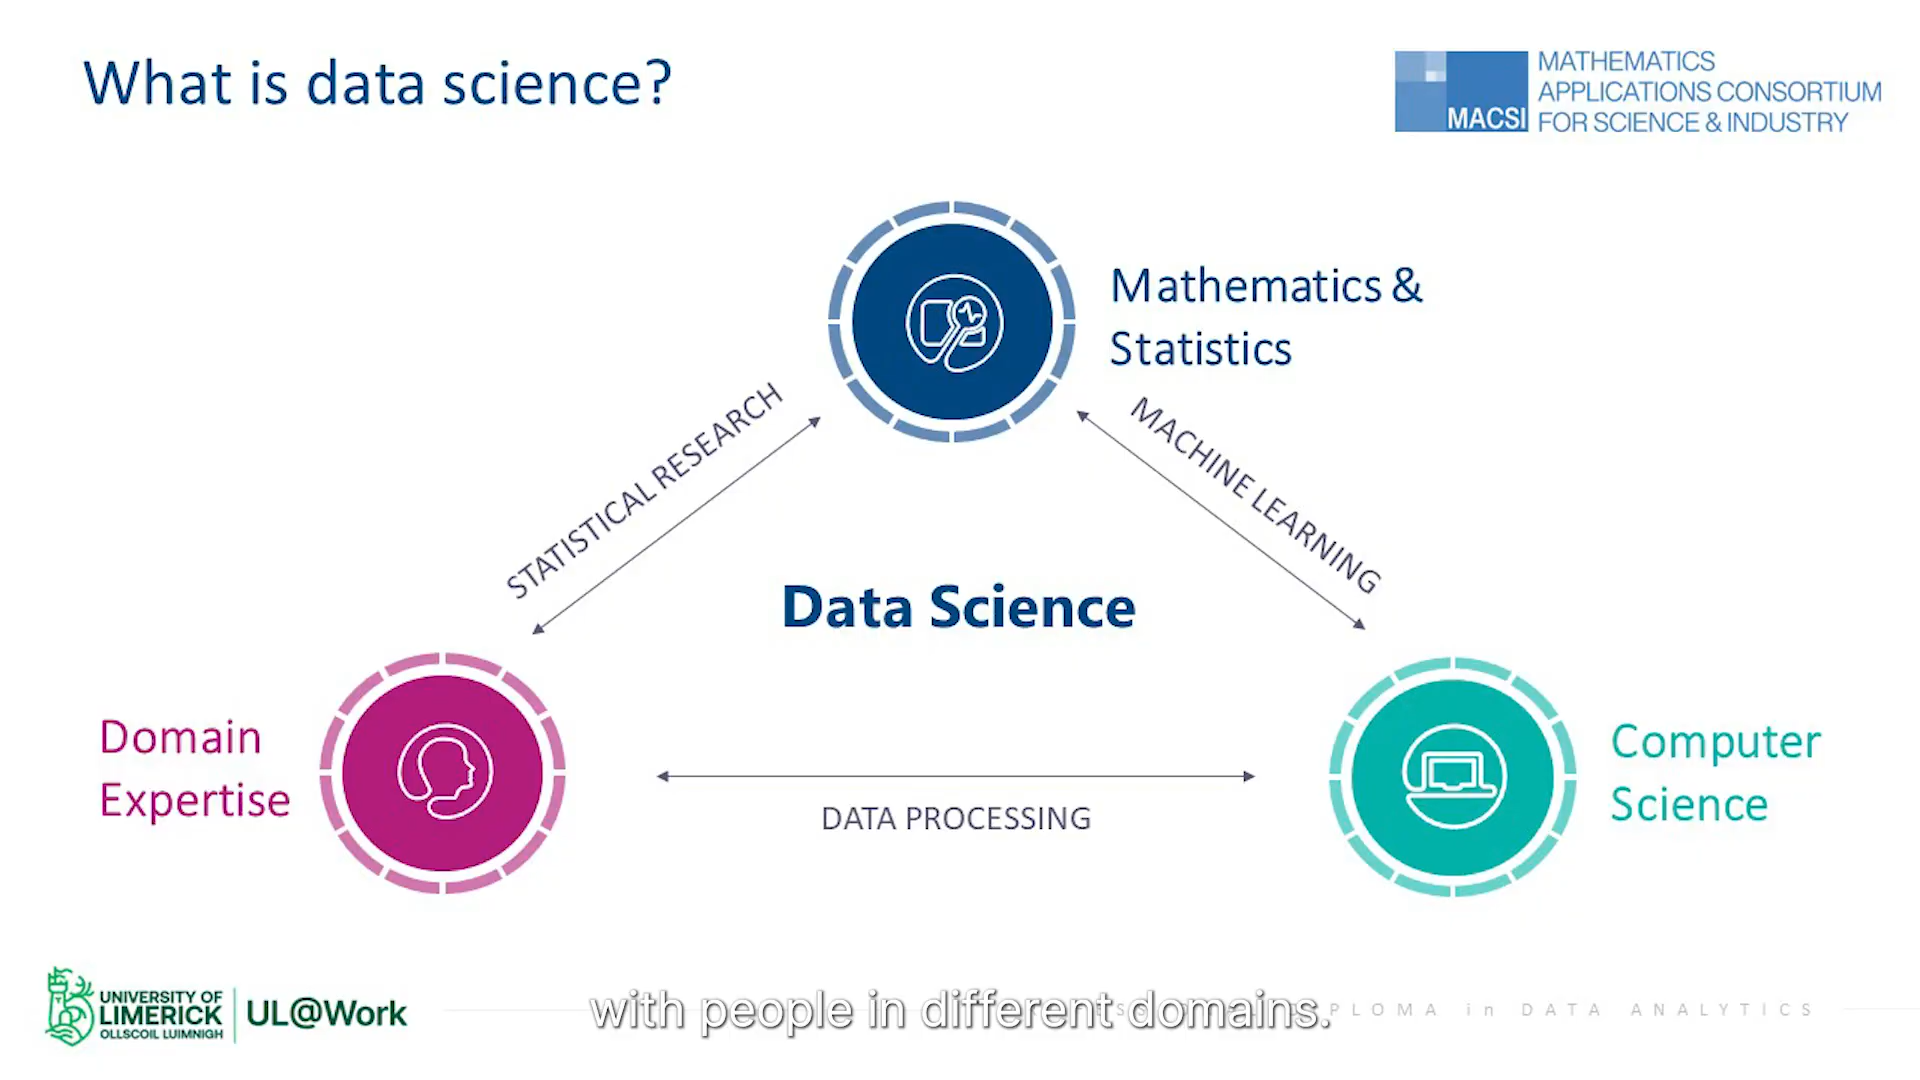 What is data science?
MACSI
MATHEMATICS
APPLICATIONS CONSORTIUM
FOR SCIENCE & INDUSTRY
Mathematics &
Statistics
STATISTICAL RESEARCH
MACHINE LEARNING
Data Science
Domain
Expertise
DATA PROCESSING
Computer
Science
UNIVERSITY OF
LIMERICK
OLLSCOIL LUIMNIGH
UL@Work
with people in different domains.
in DATA ANALYTICS